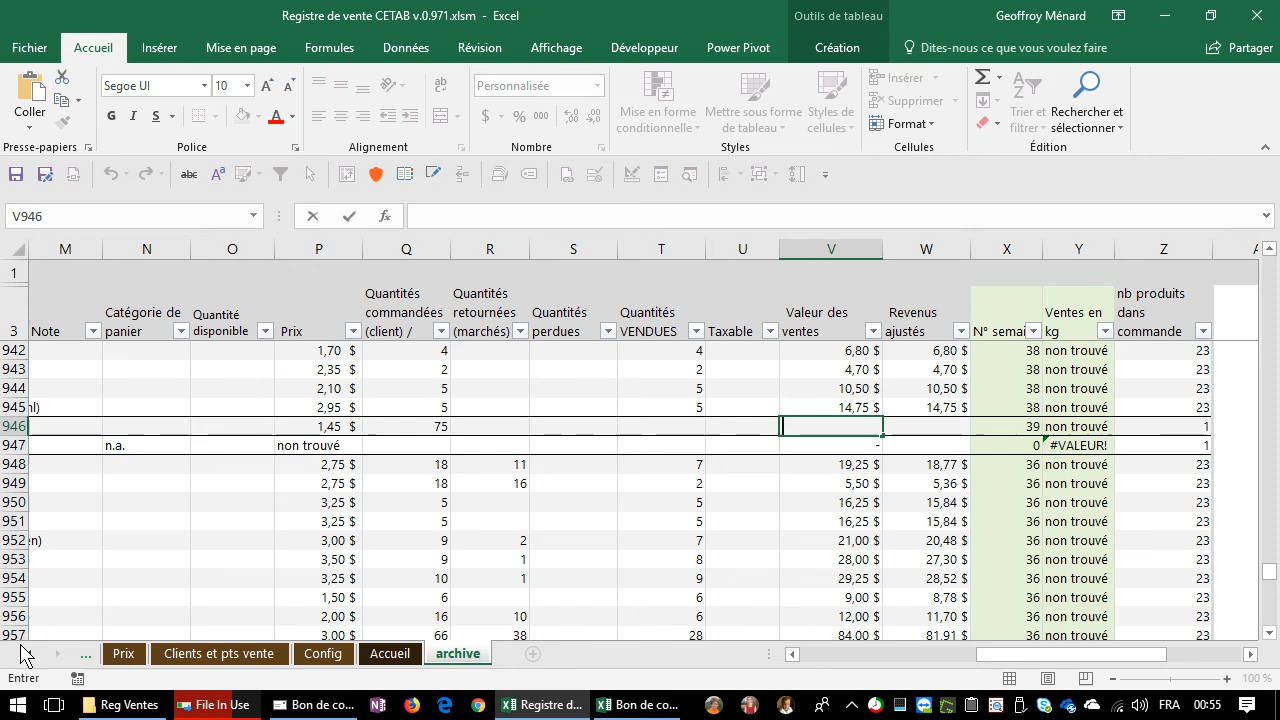 Registre de vente CETAB v.0.971.xlsm - Excel
Outils de tableau
Geoffroy Ménard
Fichier Accueil Insérer Mise en page Formules Données Révision Affichage Développeur Power Pivot Création Dites-nous ce que vous voulez faire Partager
Coller
Presse-papiers
Segoe UI 10
G I S A
Police
Alignement
Personnalisée
$ % 000
Nombre
Mise en forme conditionnelle
Mettre sous forme de tableau
Styles de cellules
Styles
Insérer
Supprimer
Format
Cellules
Trier et filtrer
Rechercher et sélectionner
Édition
V946
fx
M N O P Q R S T U V W X Y Z A
1
3 Note Catégorie de panier Quantité disponible Prix Quantités commandées (client) / Quantités retournées (marchés) Quantités perdues Quantités VENDUES Taxable Valeur des ventes Revenus ajustés N° semai Ventes en kg nb produits dans commande
942 1,70 $ 4 4 6,80 $ 6,80 $ 38 non trouvé 23
943 2,35 $ 2 2 4,70 $ 4,70 $ 38 non trouvé 23
944 2,10 $ 5 5 10,50 $ 10,50 $ 38 non trouvé 23
945 nl) 2,95 $ 5 5 14,75 $ 14,75 $ 38 non trouvé 23
946 1,45 $ 75 39 non trouvé 1
947 n.a. non trouvé - 0 #VALEUR! 1
948 2,75 $ 18 11 7 19,25 $ 18,77 $ 36 non trouvé 23
949 2,75 $ 18 16 2 5,50 $ 5,36 $ 36 non trouvé 23
950 3,25 $ 5 5 16,25 $ 15,84 $ 36 non trouvé 23
951 3,25 $ 5 5 16,25 $ 15,84 $ 36 non trouvé 23
952 en) 3,00 $ 9 2 7 21,00 $ 20,48 $ 36 non trouvé 23
953 3,50 $ 9 1 8 28,00 $ 27,30 $ 36 non trouvé 23
954 3,25 $ 10 1 9 29,25 $ 28,52 $ 36 non trouvé 23
955 1,50 $ 6 6 9,00 $ 8,78 $ 36 non trouvé 23
956 2,00 $ 16 10 6 12,00 $ 11,70 $ 36 non trouvé 23
957 3,00 $ 66 38 28 84,00 $ 81,91 $ 36 non trouvé 23
... Prix Clients et pts vente Config Accueil archive
Entrer
100 %
Reg Ventes File In Use Bon de co... Registre d... Bon de co... FRA 00:55